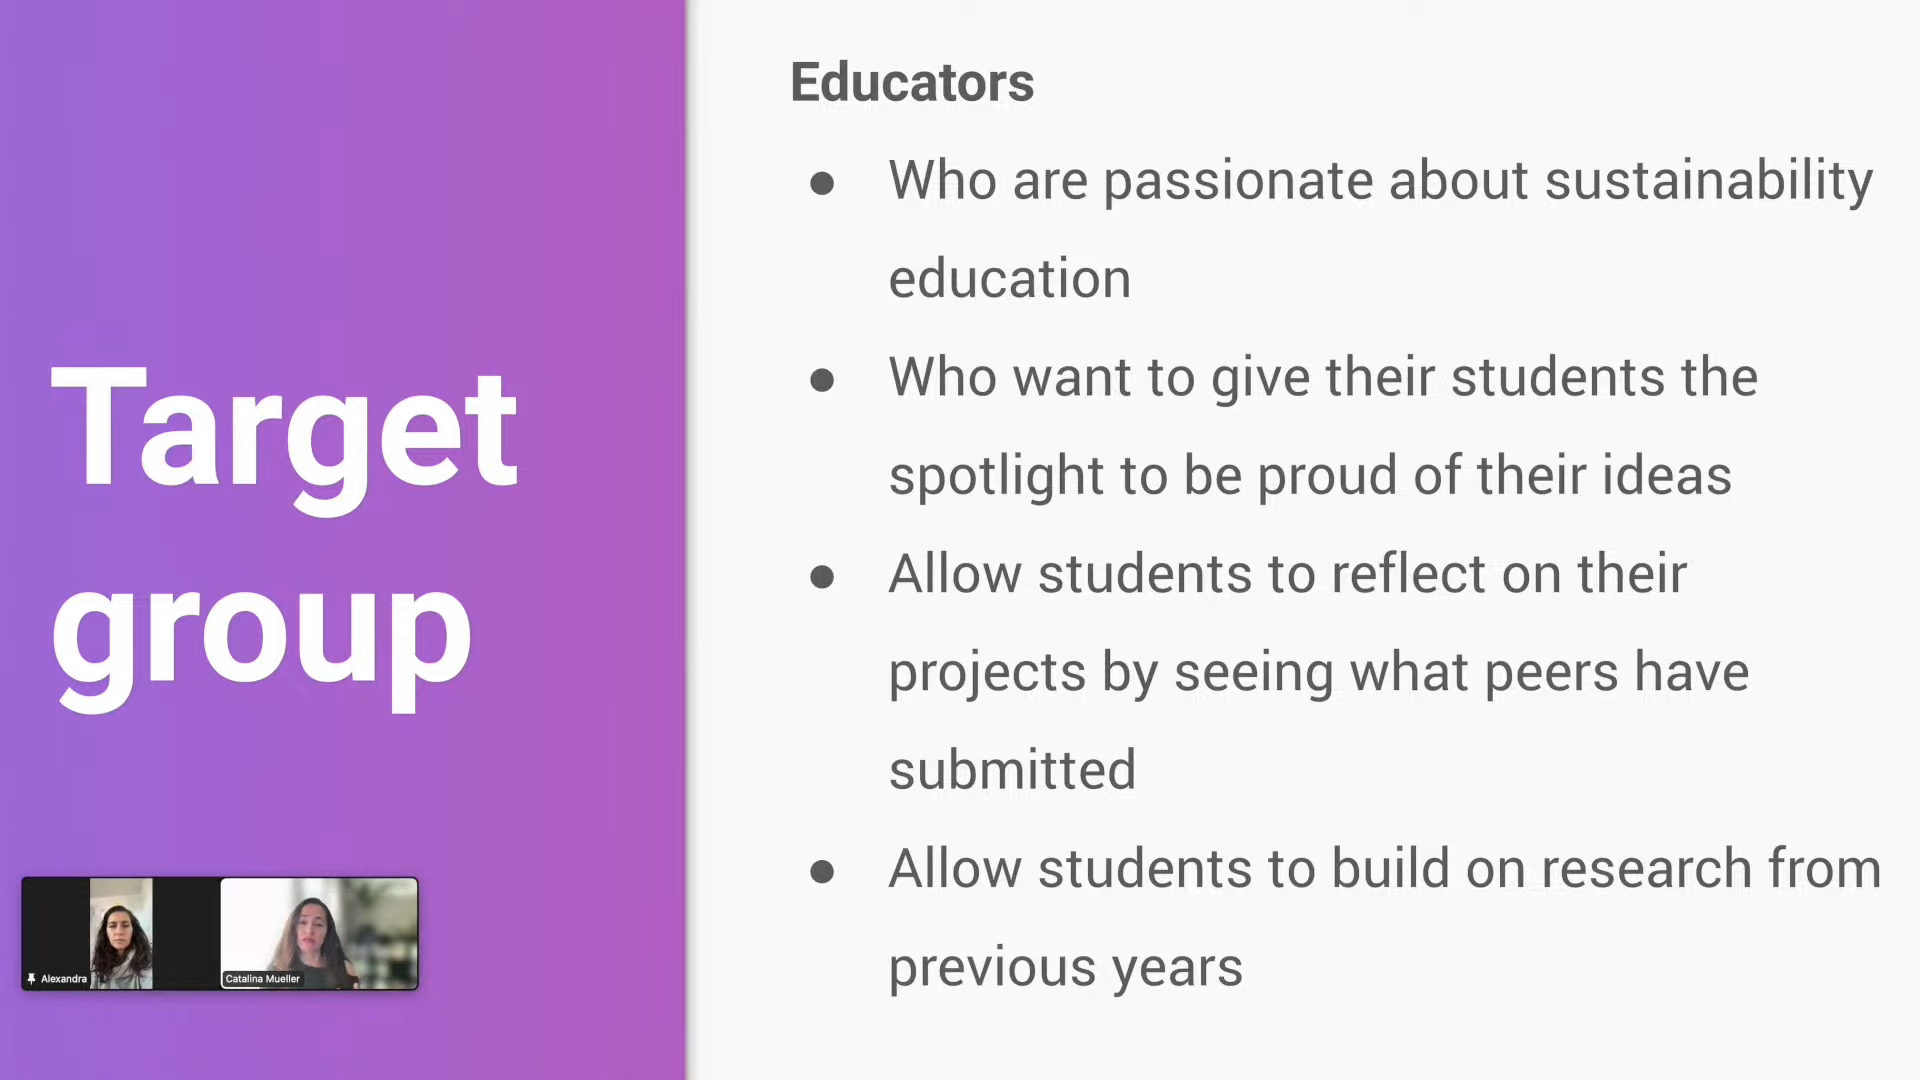 Target
group
Educators
● Who are passionate about sustainability
education
● Who want to give their students the
spotlight to be proud of their ideas
● Allow students to reflect on their
projects by seeing what peers have
submitted
● Allow students to build on research from
previous years
Alexandra
Catalina Mueller